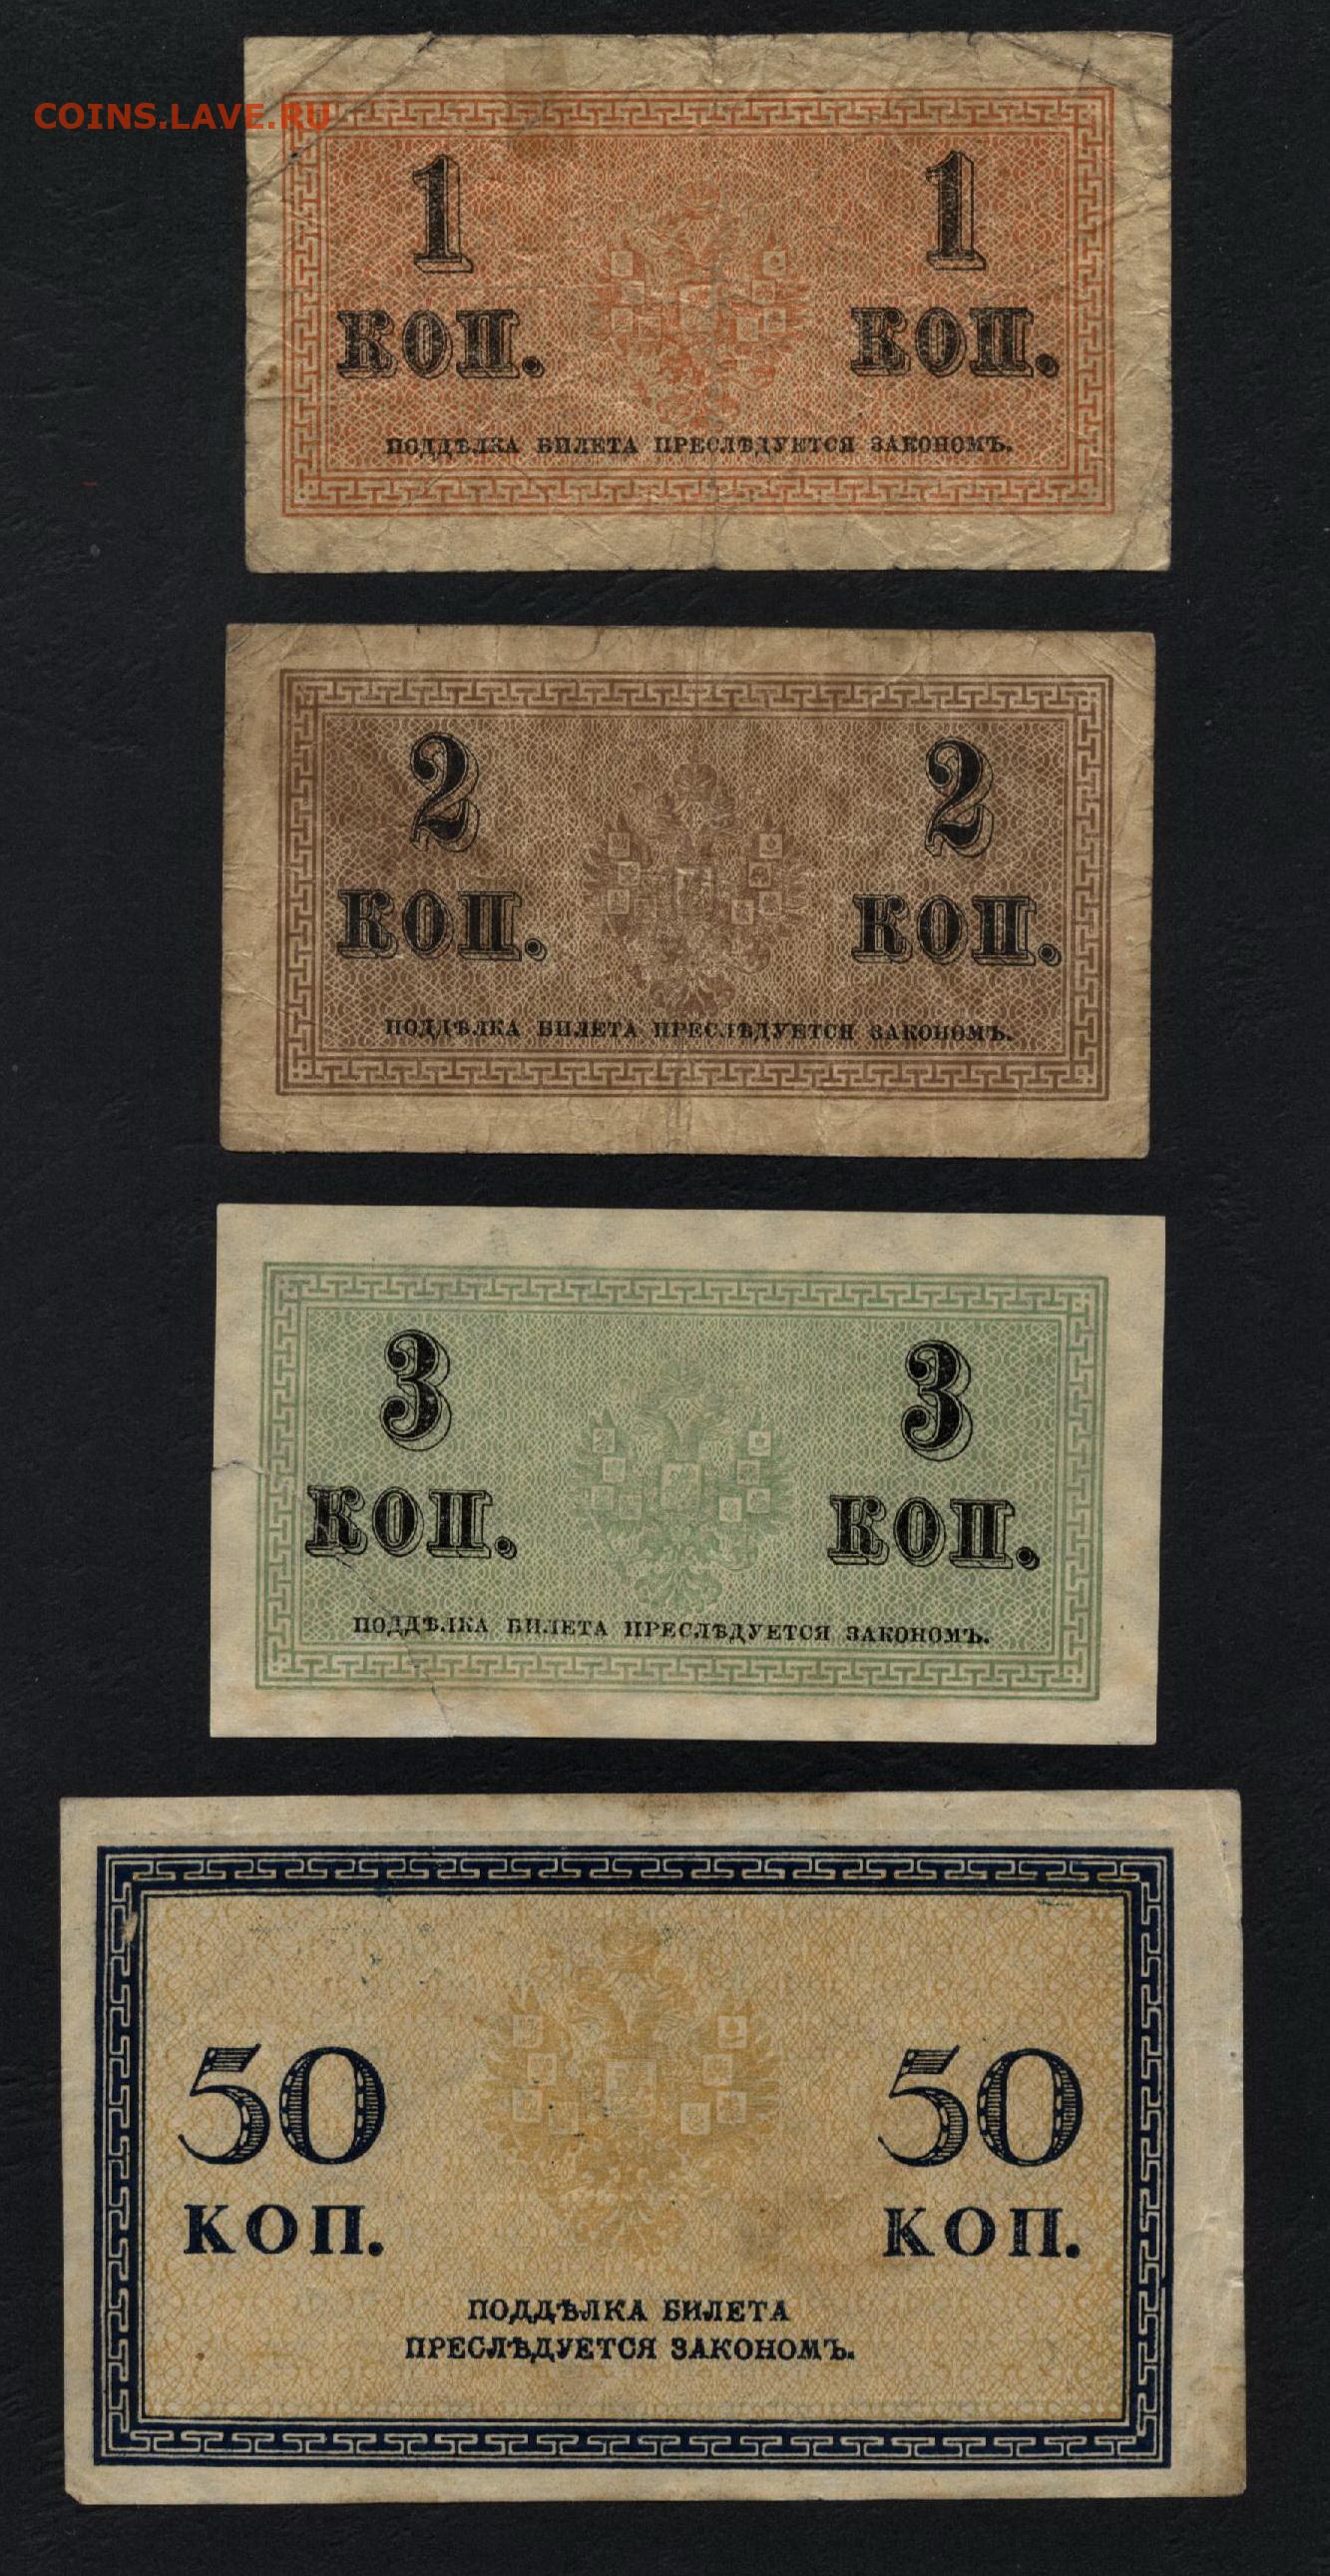 COINS.LAVE.RU
1 1
КОП. КОП.
ПОДДѢЛКА БИЛЕТА ПРЕСЛѢДУЕТСЯ ЗАКОНОМЪ.
2 2
КОП. КОП.
ПОДДѢЛКА БИЛЕТА ПРЕСЛѢДУЕТСЯ ЗАКОНОМЪ.
3 3
КОП. КОП.
ПОДДѢЛКА БИЛЕТА ПРЕСЛѢДУЕТСЯ ЗАКОНОМЪ.
50 50
КОП. КОП.
ПОДДѢЛКА БИЛЕТА
ПРЕСЛѢДУЕТСЯ ЗАКОНОМЪ.